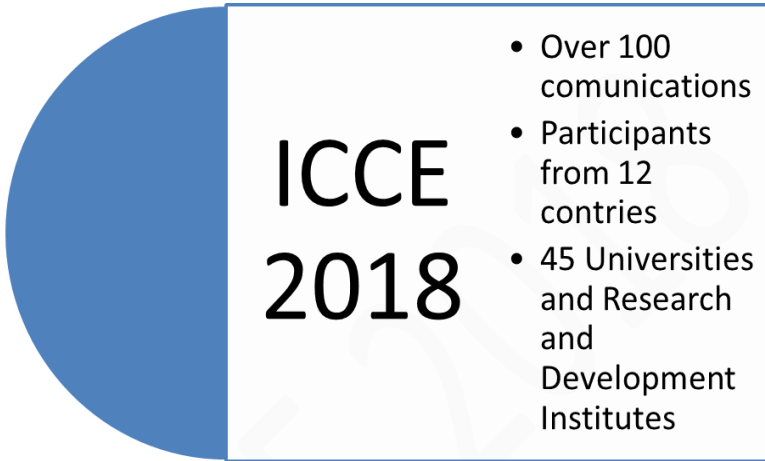 ICCE
2018
• Over 100
comunications
• Participants
from 12
contries
• 45 Universities
and Research
and
Development
Institutes